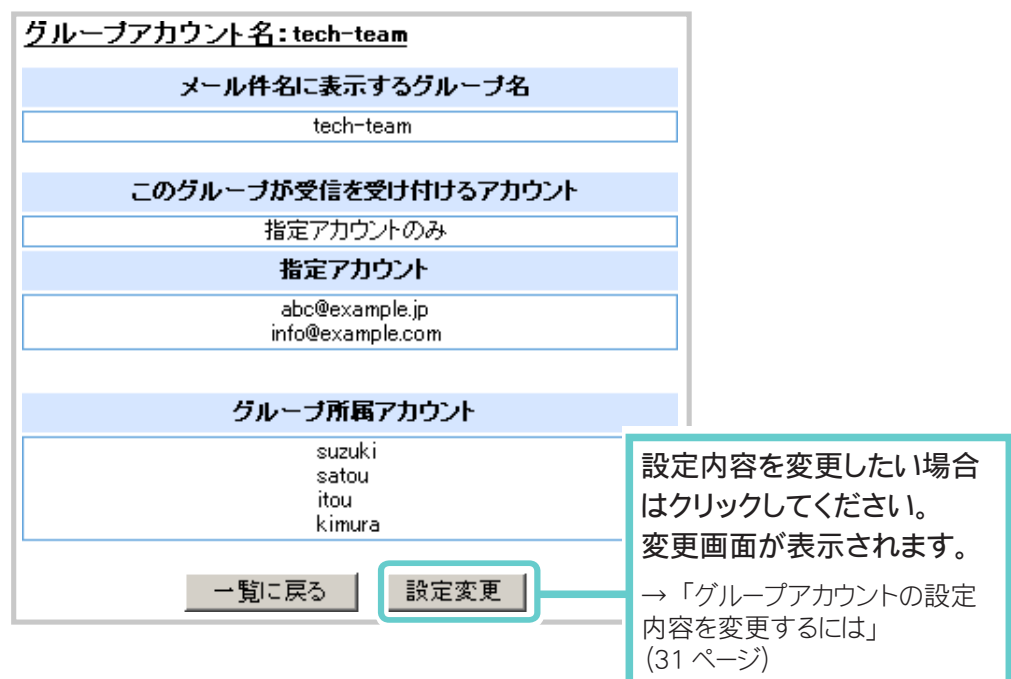 グループアカウント名：tech-team
メール件名に表示するグループ名
tech-team
このグループが受信を受け付けるアカウント
指定アカウントのみ
指定アカウント
abc@example.jp
info@example.com
グループ所属アカウント
suzuki
satou
itou
kimura
一覧に戻る
設定変更
設定内容を変更したい場合
はクリックしてください。
変更画面が表示されます。
→「グループアカウントの設定
内容を変更するには」
（31 ページ）